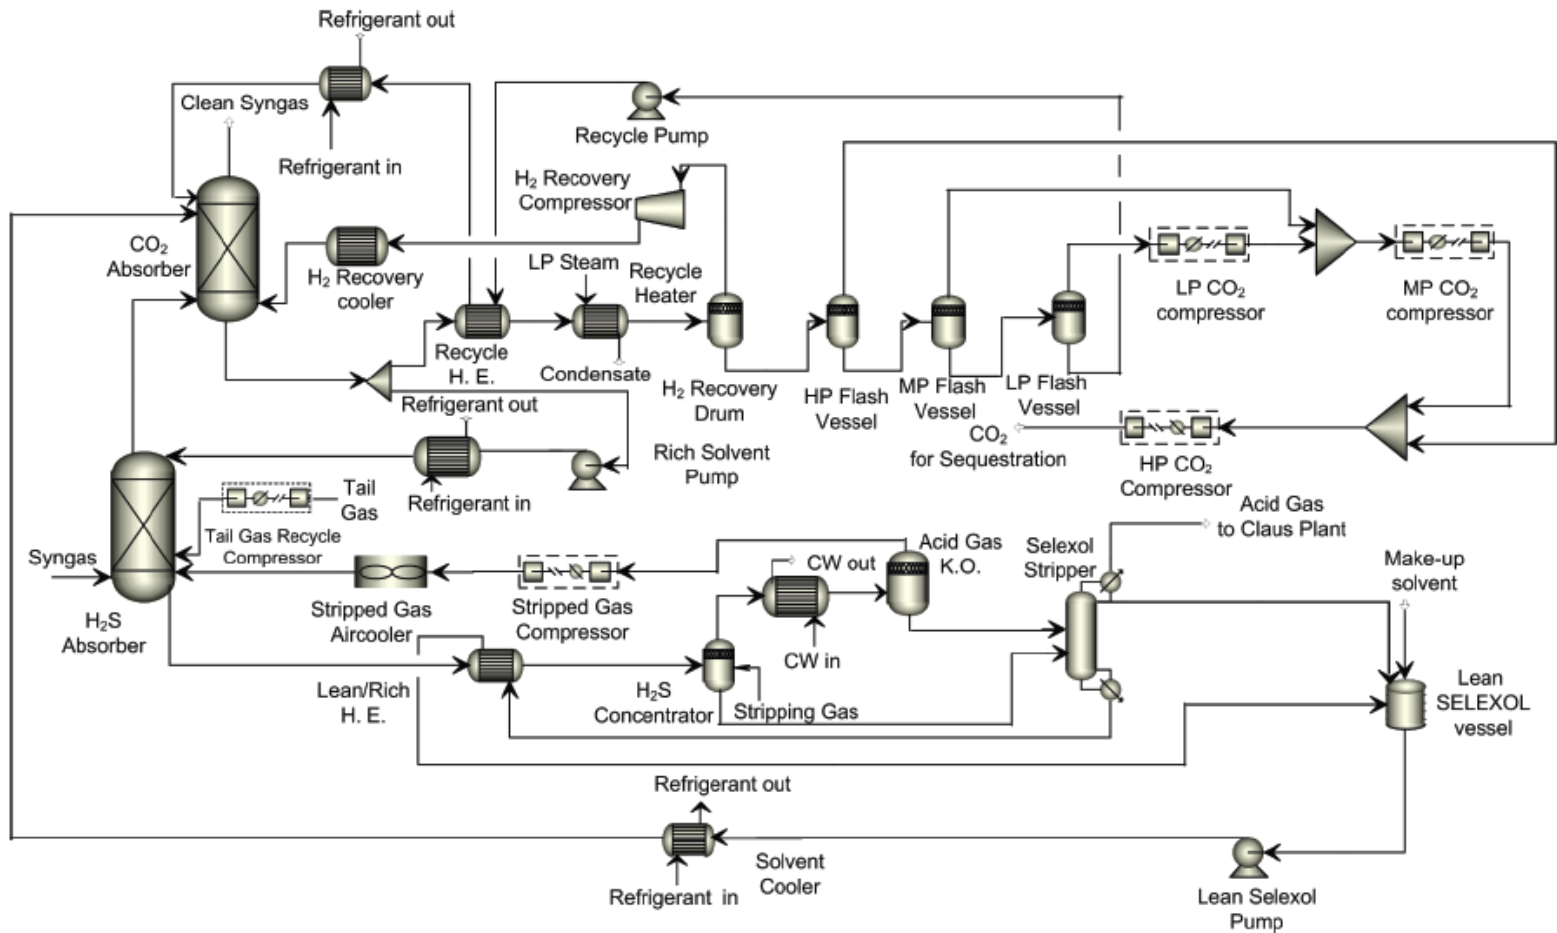 Refrigerant out
Clean Syngas
Refrigerant in
Recycle Pump
H₂ Recovery
Compressor
CO₂
Absorber
H₂ Recovery
cooler
LP Steam
Recycle
Heater
LP CO₂
compressor
MP CO₂
compressor
Recycle
H. E.
Condensate
H₂ Recovery
Drum
HP Flash
Vessel
MP Flash
Vessel
LP Flash
Vessel
Refrigerant out
Rich Solvent
Pump
CO₂
for Sequestration
HP CO₂
Compressor
Refrigerant in
Tail
Gas
Tail Gas Recycle
Compressor
Syngas
H₂S
Absorber
Stripped Gas
Aircooler
Stripped Gas
Compressor
CW out
Acid Gas
K.O.
Selexol
Stripper
Acid Gas
to Claus Plant
Make-up
solvent
CW in
Lean/Rich
H. E.
H₂S
Concentrator
Stripping Gas
Lean
SELEXOL
vessel
Refrigerant out
Solvent
Cooler
Refrigerant in
Lean Selexol
Pump